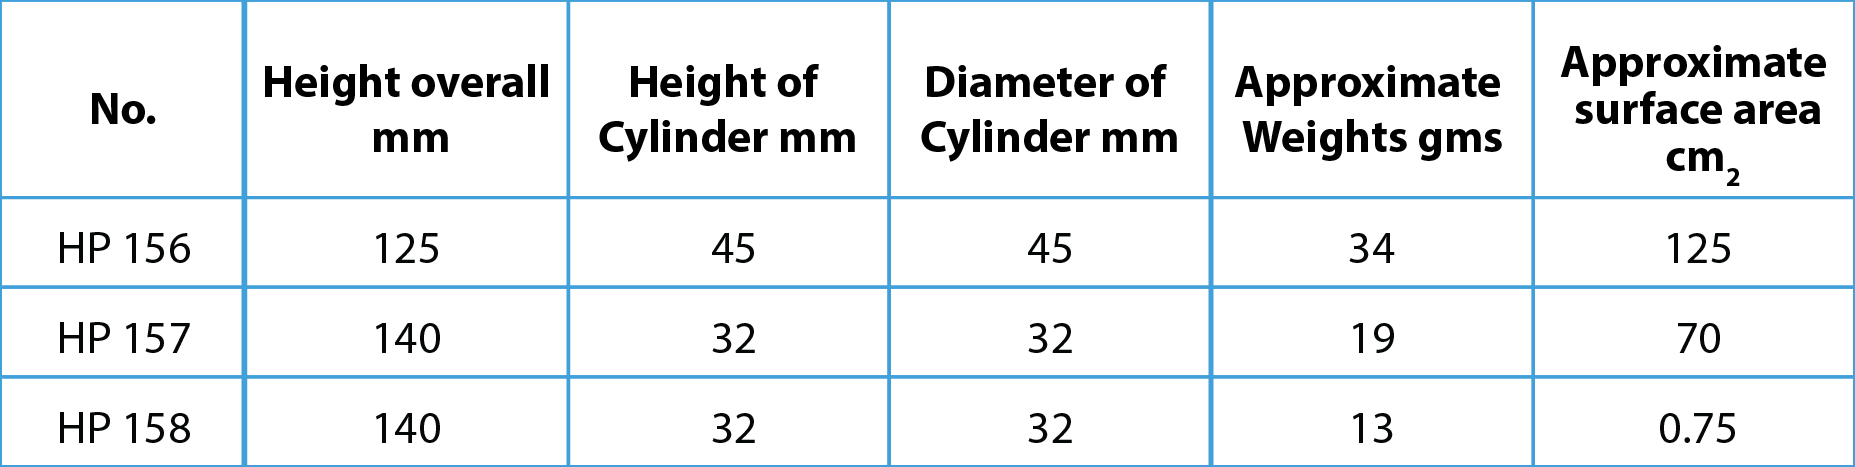 No.
Height overall
mm
Height of
Cylinder mm
Diameter of
Cylinder mm
Approximate
Weights gms
Approximate
surface area
cm₂
HP 156 125 45 45 34 125
HP 157 140 32 32 19 70
HP 158 140 32 32 13 0.75